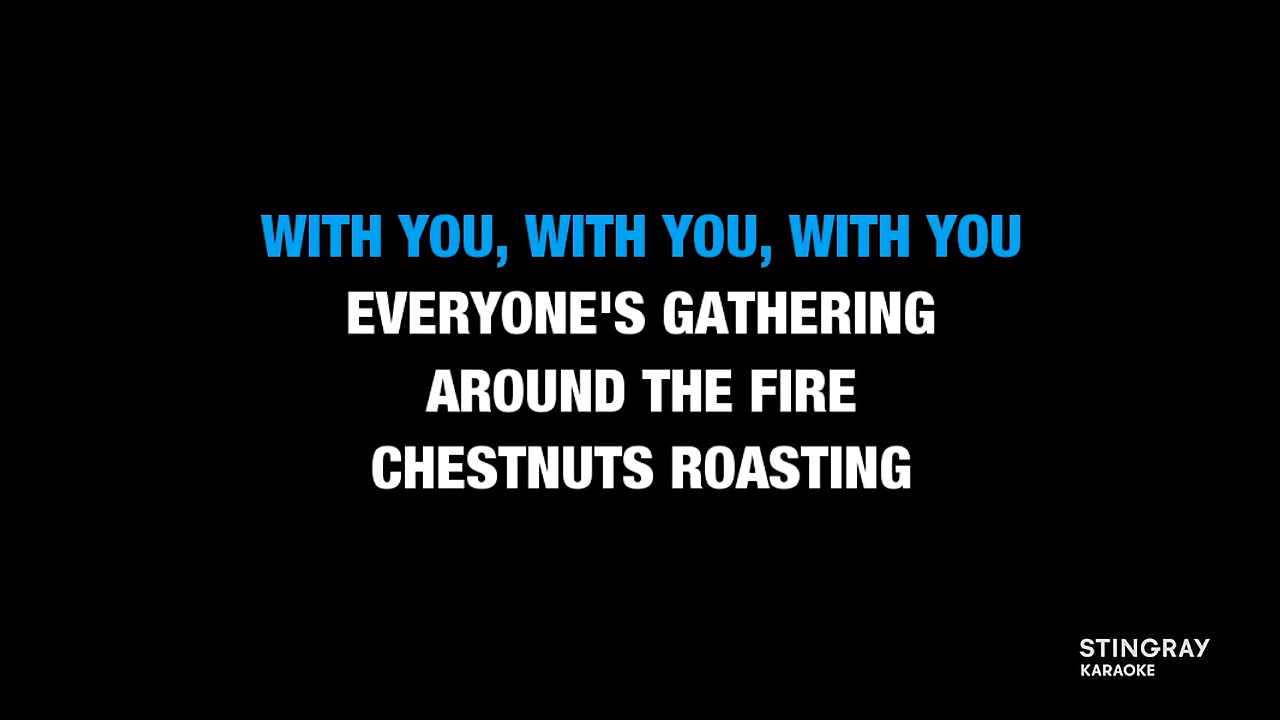 WITH YOU, WITH YOU, WITH YOU
EVERYONE'S GATHERING
AROUND THE FIRE
CHESTNUTS ROASTING
STINGRAY
KARAOKE